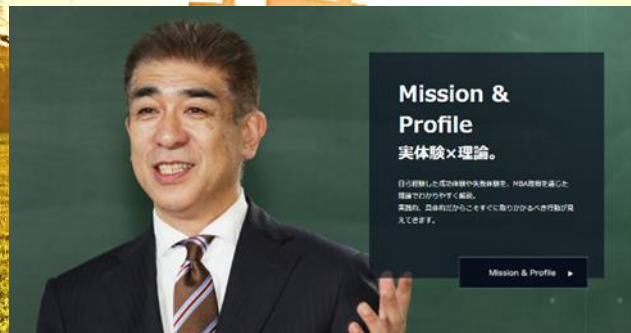 Mission &
Profile
実体験×理論。
自ら経験した成功体験や失敗体験を、MBA取得を通じた
理論でわかりやすく解説。
実践的、具体的だからこそすぐに取りかかるべき行動が見
えてきます。
Mission & Profile ▶